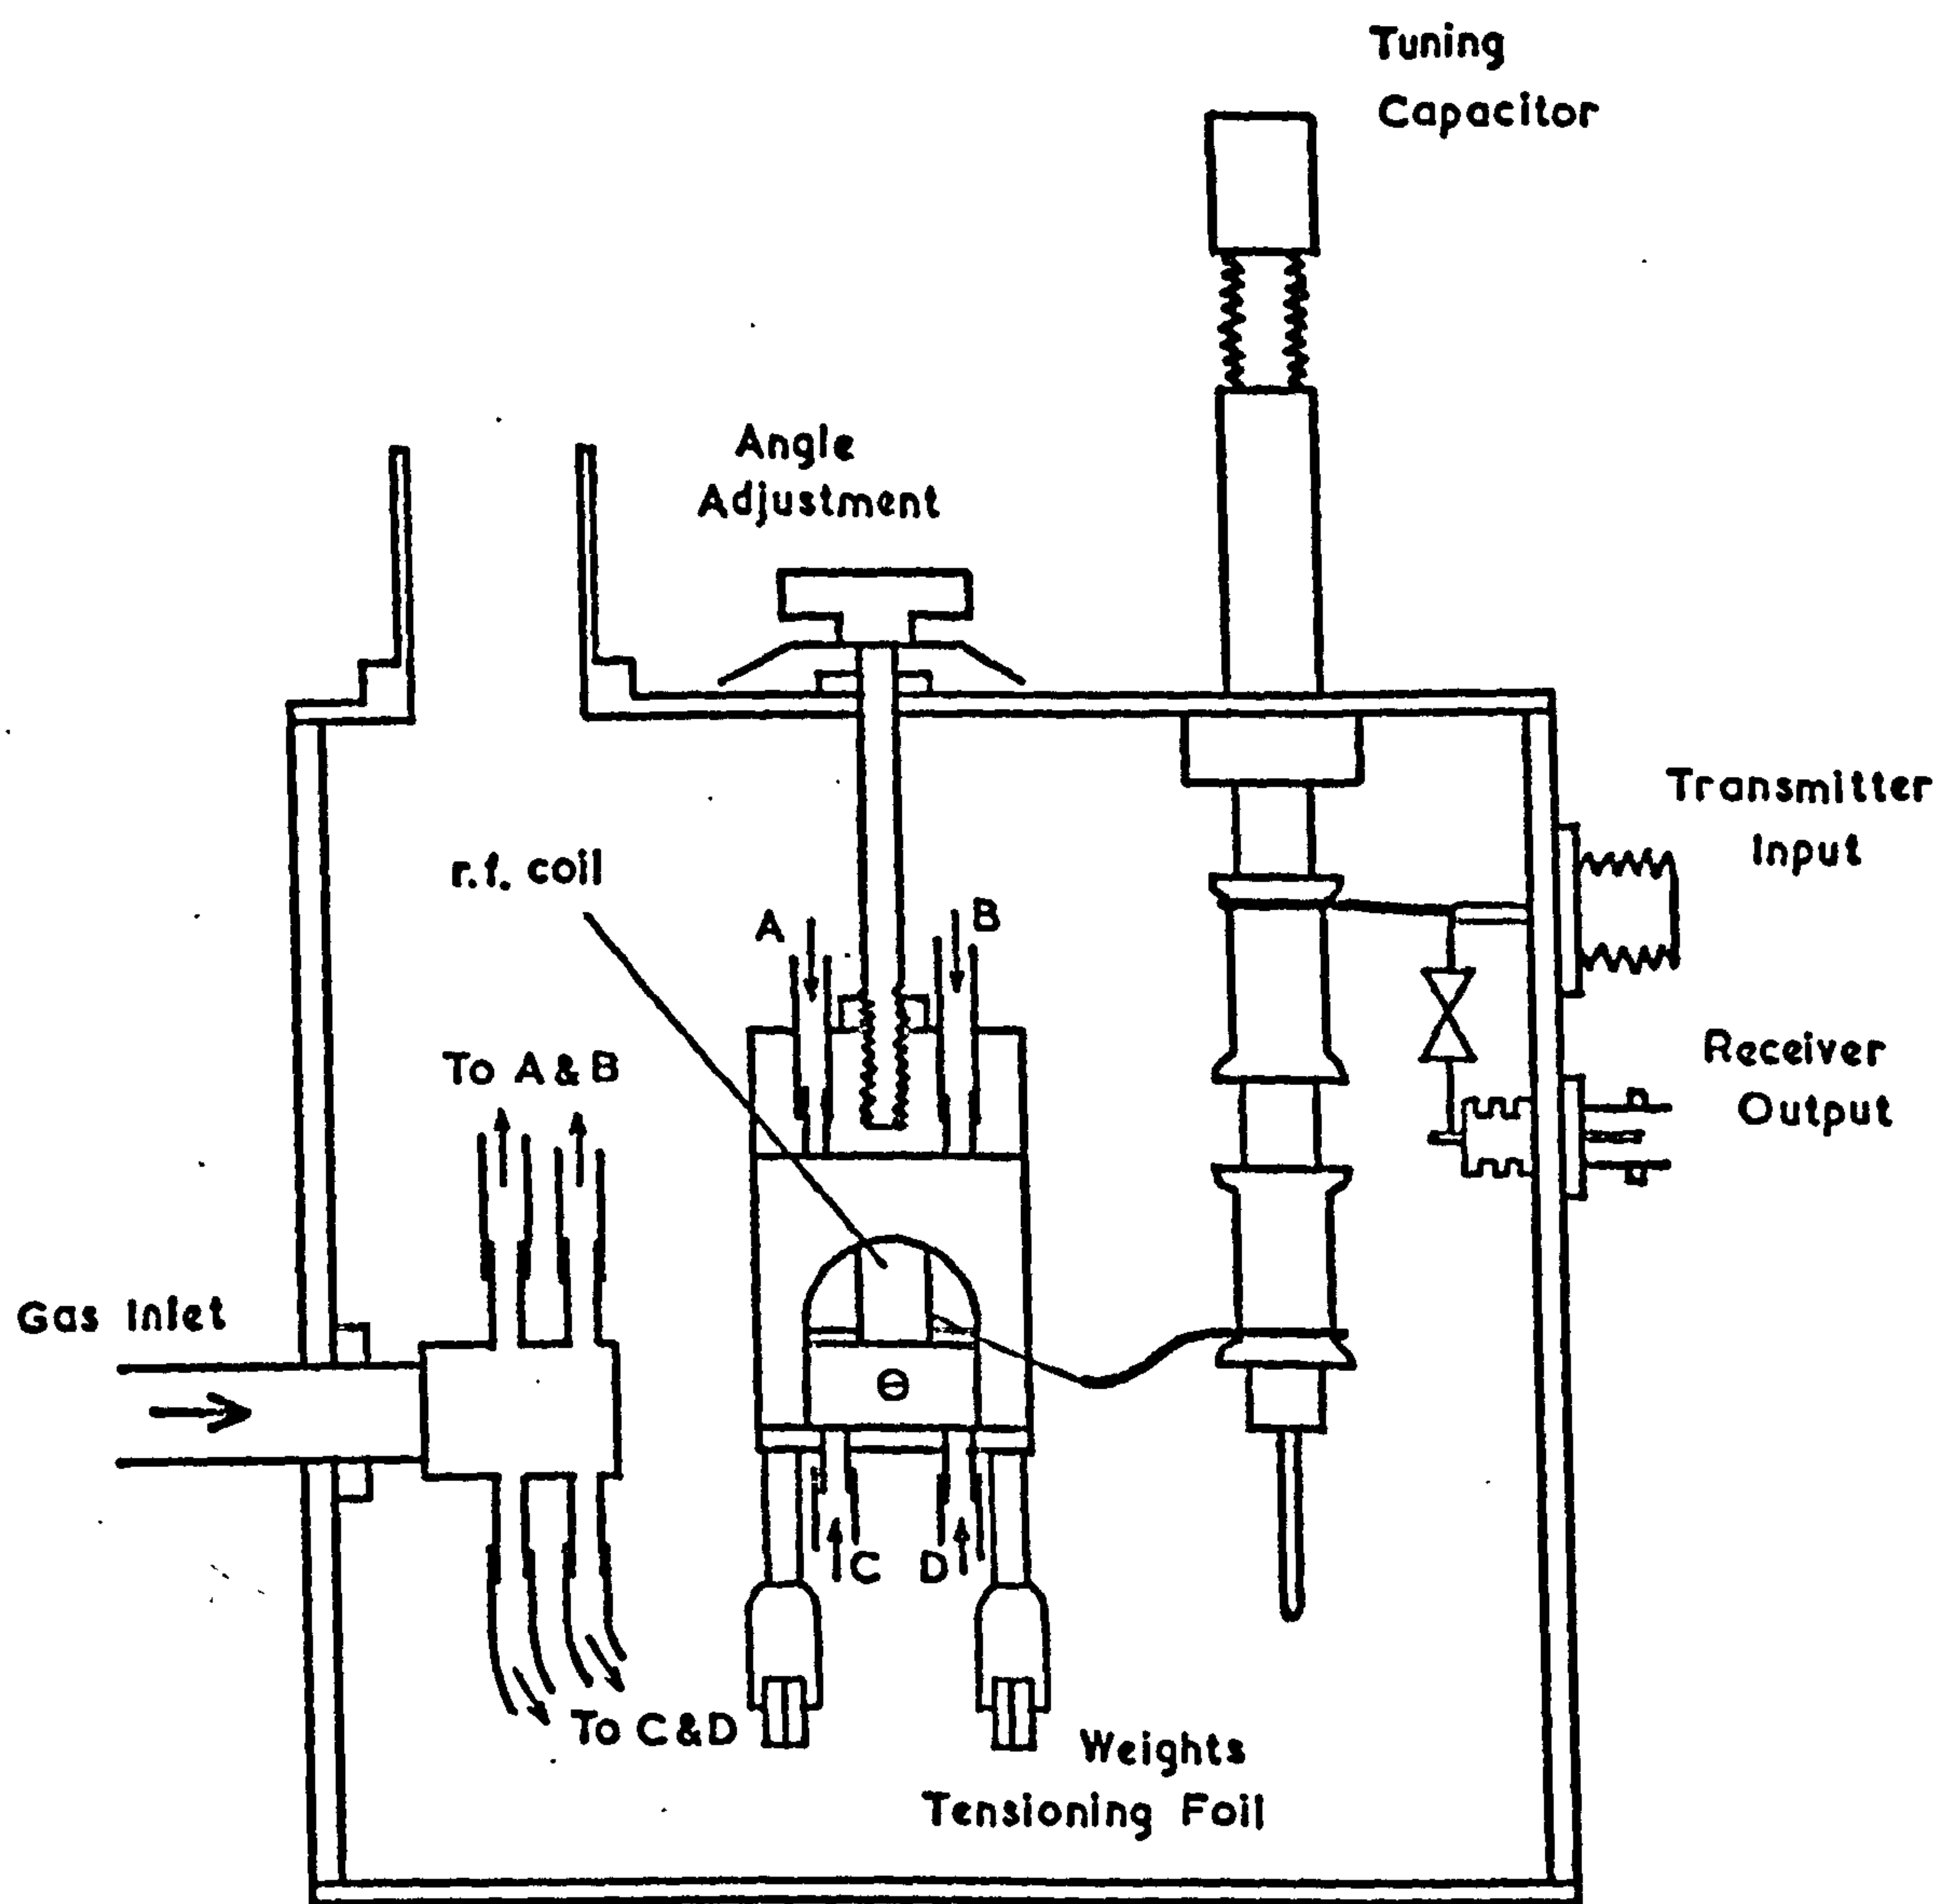 Tuning
Capacitor
Angle
Adjustment
Transmitter
Input
r.f. coil
A
B
Receiver
Output
To A & B
Gas Inlet
Θ
C
D
To C & D
Weights
Tensioning Foil